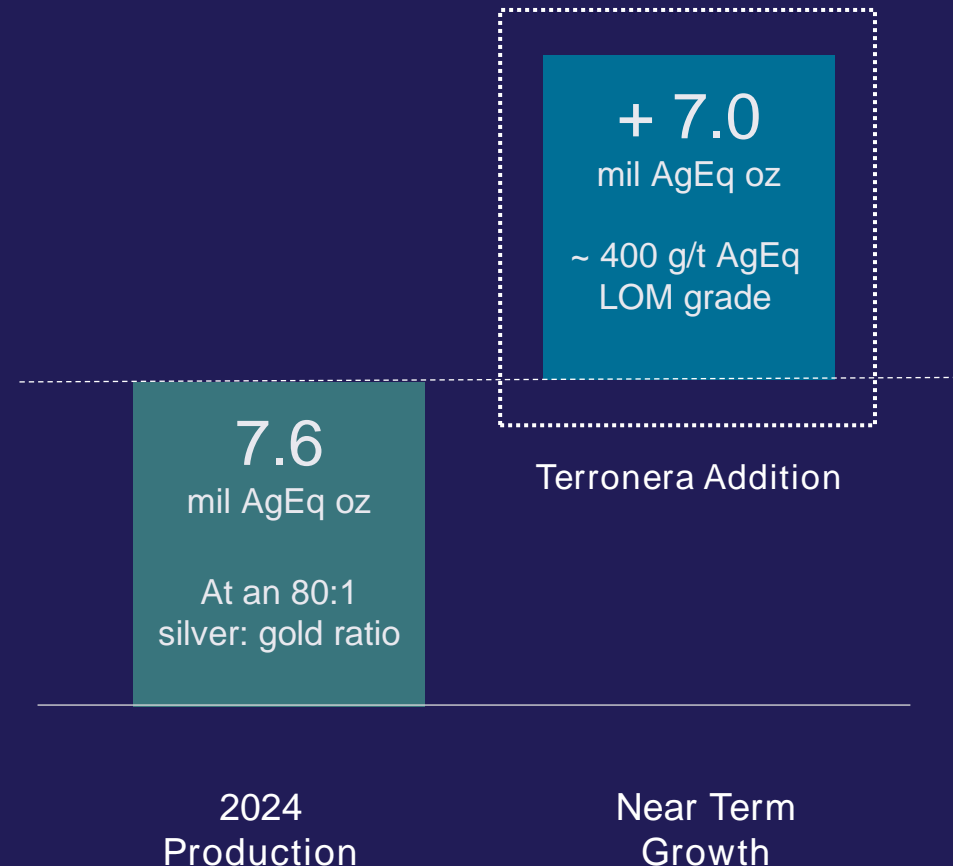 + 7.0
mil AgEq oz
~ 400 g/t AgEq
LOM grade
7.6
mil AgEq oz
At an 80:1
silver: gold ratio
Terronera Addition
2024
Production
Near Term
Growth